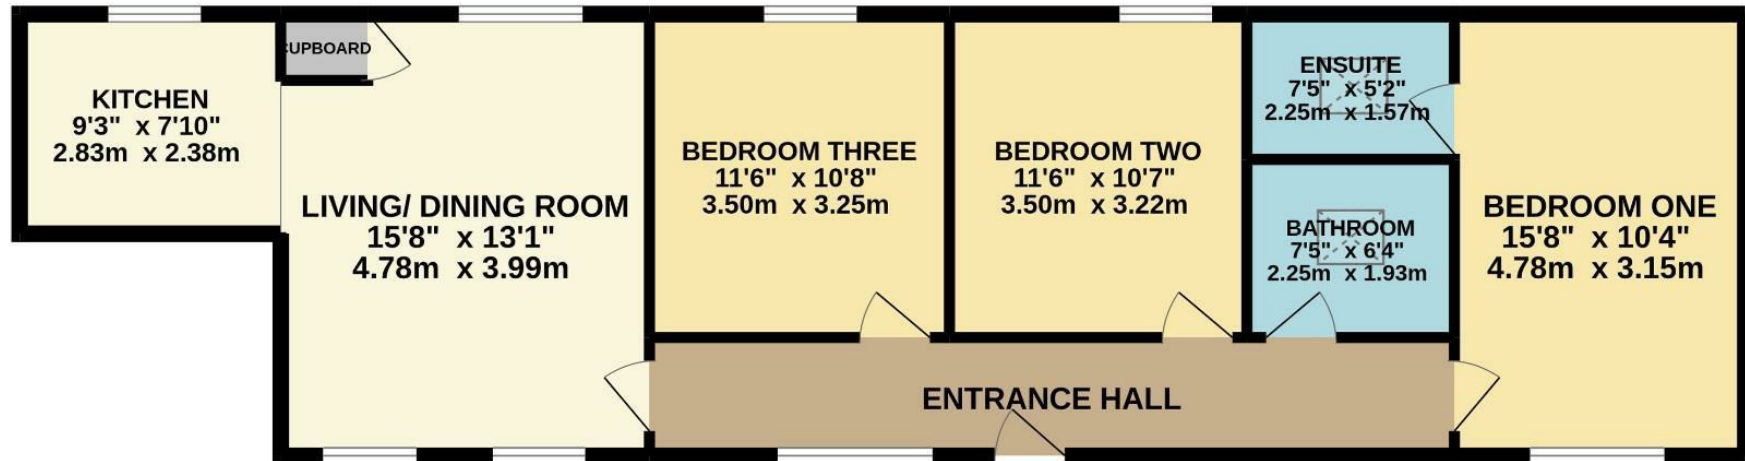 KITCHEN
9'3" x 7'10"
2.83m x 2.38m
CUPBOARD
LIVING/ DINING ROOM
15'8" x 13'1"
4.78m x 3.99m
BEDROOM THREE
11'6" x 10'8"
3.50m x 3.25m
BEDROOM TWO
11'6" x 10'7"
3.50m x 3.22m
ENSUITE
7'5" x 5'2"
2.25m x 1.57m
BATHROOM
7'5" x 6'4"
2.25m x 1.93m
BEDROOM ONE
15'8" x 10'4"
4.78m x 3.15m
ENTRANCE HALL